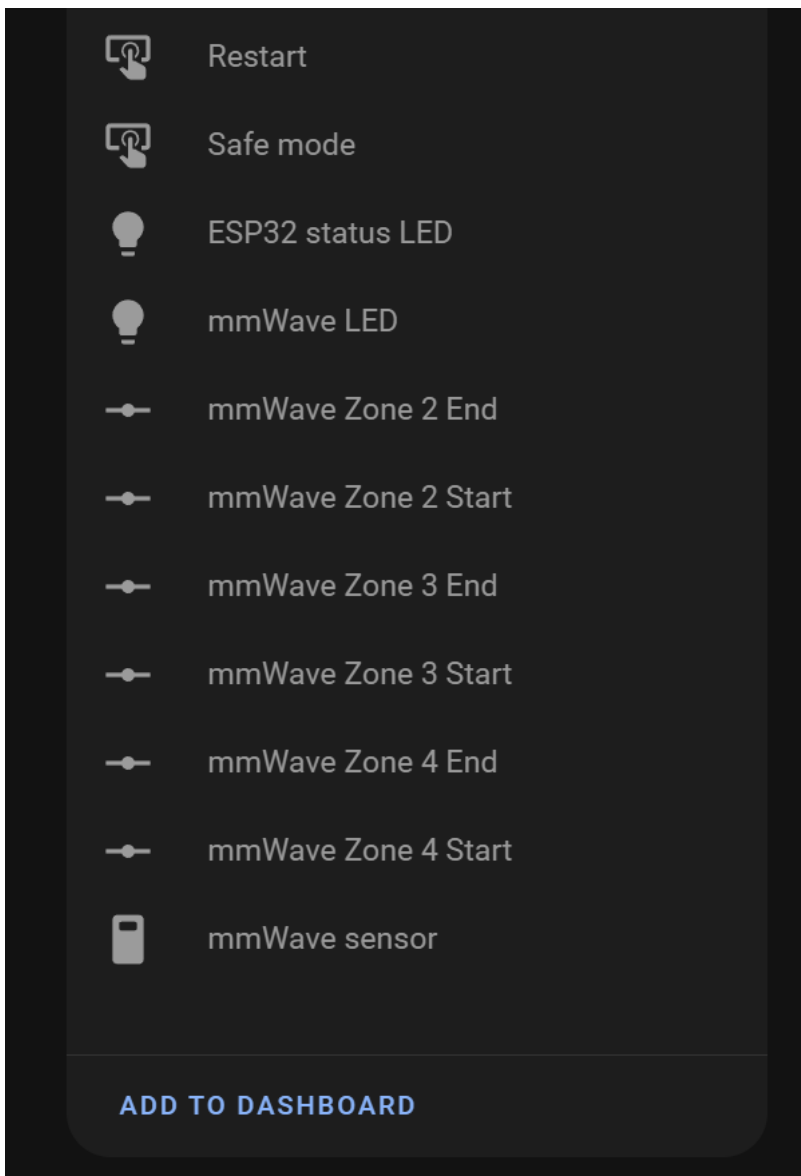 Restart
Safe mode
ESP32 status LED
mmWave LED
mmWave Zone 2 End
mmWave Zone 2 Start
mmWave Zone 3 End
mmWave Zone 3 Start
mmWave Zone 4 End
mmWave Zone 4 Start
mmWave sensor
ADD TO DASHBOARD